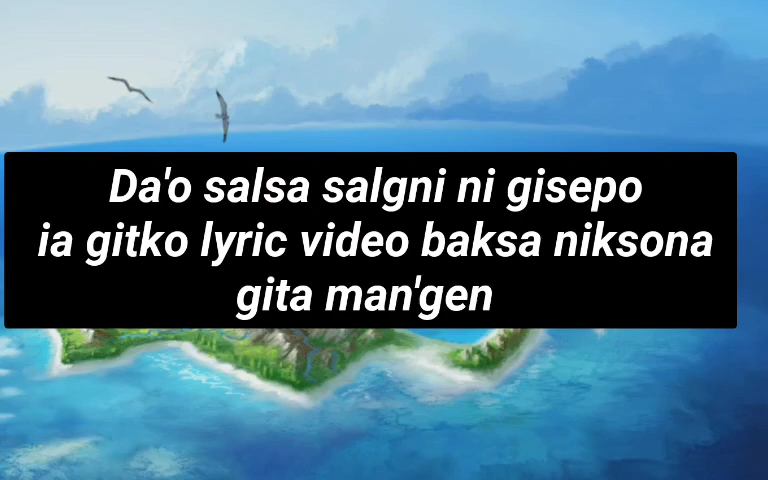 Da'o salsa salgni ni gisepo
ia gitko lyric video baksa niksona
gita man'gen